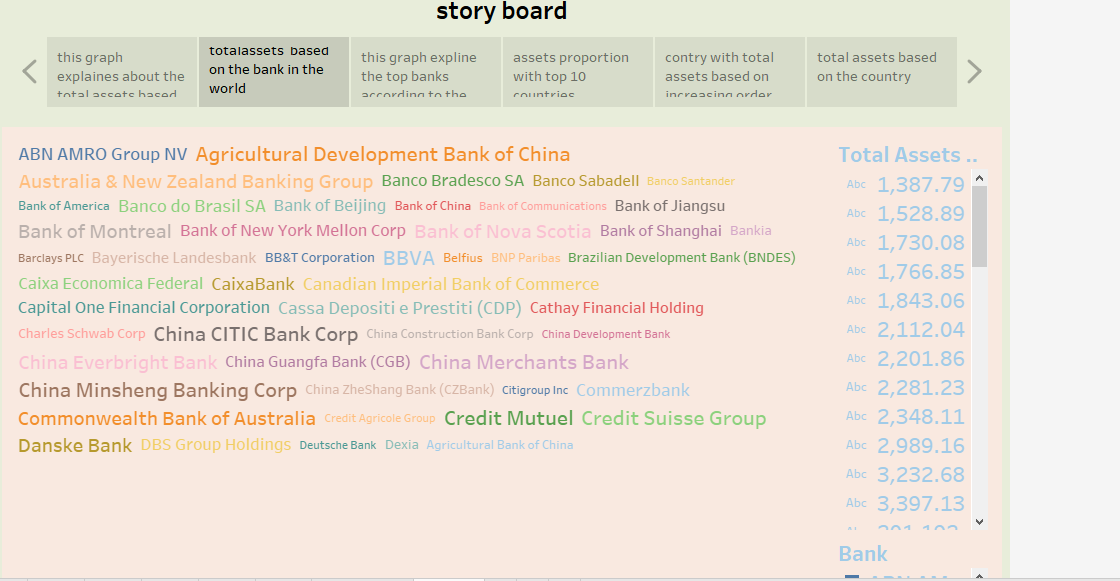 story board
this graph
explaines about the
total assets based
totalassets based
on the bank in the
world
this graph expline
the top banks
according to the
assets proportion
with top 10
countries
contry with total
assets based on
increasing order
total assets based
on the country
ABN AMRO Group NV Agricultural Development Bank of China
Australia & New Zealand Banking Group Banco Bradesco SA Banco Sabadell Banco Santander
Bank of America Banco do Brasil SA Bank of Beijing Bank of China Bank of Communications Bank of Jiangsu
Bank of Montreal Bank of New York Mellon Corp Bank of Nova Scotia Bank of Shanghai Bankia
Barclays PLC Bayerische Landesbank BB&T Corporation BBVA Belfius BNP Paribas Brazilian Development Bank (BNDES)
Caixa Economica Federal CaixaBank Canadian Imperial Bank of Commerce
Capital One Financial Corporation Cassa Depositi e Prestiti (CDP) Cathay Financial Holding
Charles Schwab Corp China CITIC Bank Corp China Construction Bank Corp China Development Bank
China Everbright Bank China Guangfa Bank (CGB) China Merchants Bank
China Minsheng Banking Corp China ZheShang Bank (CZBank) Citigroup Inc Commerzbank
Commonwealth Bank of Australia Credit Agricole Group Credit Mutuel Credit Suisse Group
Danske Bank DBS Group Holdings Deutsche Bank Dexia Agricultural Bank of China
Total Assets ..
Abc 1,387.79
Abc 1,528.89
Abc 1,730.08
Abc 1,766.85
Abc 1,843.06
Abc 2,112.04
Abc 2,201.86
Abc 2,281.23
Abc 2,348.11
Abc 2,989.16
Abc 3,232.68
Abc 3,397.13
Bank